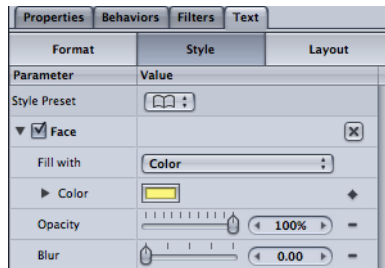 Properties Behaviors Filters Text
Format Style Layout
Parameter Value
Style Preset
Face
Fill with Color
Color
Opacity 100%
Blur 0.00